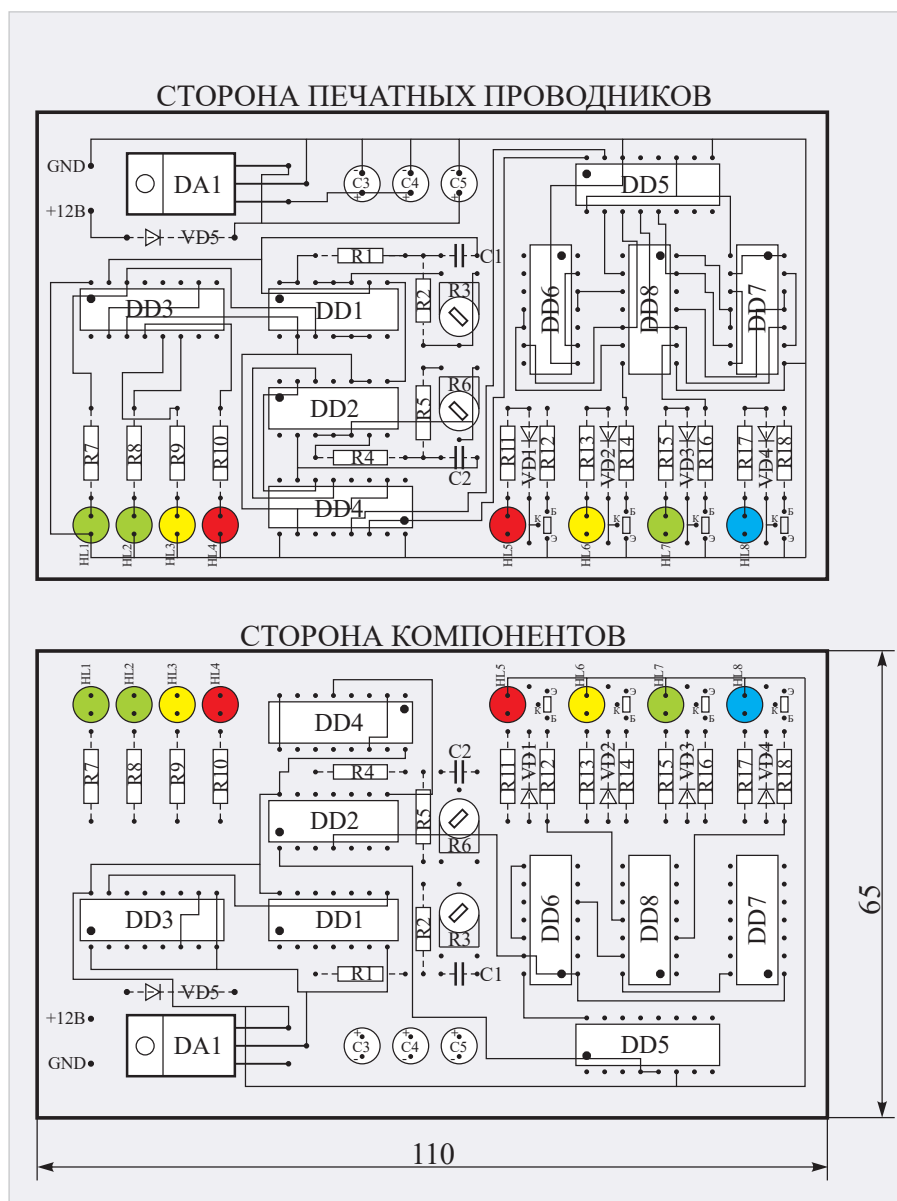 СТОРОНА ПЕЧАТНЫХ ПРОВОДНИКОВ
GND
DA1
C3
C4
C5
DD5
+12В
VD5
R1
C1
DD3
DD1
R2
R3
DD6
DD8
DD7
DD2
R5
R6
R4
C2
R7
R8
R9
R10
R11
VD1
R12
R13
VD2
R14
R15
VD3
R16
R17
VD4
R18
DD4
HL1
HL2
HL3
HL4
HL5
К
Б
Э
HL6
К
Б
Э
HL7
К
Б
Э
HL8
К
Б
Э
СТОРОНА КОМПОНЕНТОВ
HL1
HL2
HL3
HL4
HL5
К
Э
Б
HL6
К
Э
Б
HL7
К
Э
Б
HL8
К
Э
Б
DD4
R7
R8
R9
R10
R4
C2
R11
VD1
R12
R13
VD2
R14
R15
VD3
R16
R17
VD4
R18
DD2
R5
R6
DD3
DD1
R2
R3
DD6
DD8
DD7
65
R1
C1
VD5
+12В
DA1
C3
C4
C5
DD5
GND
110